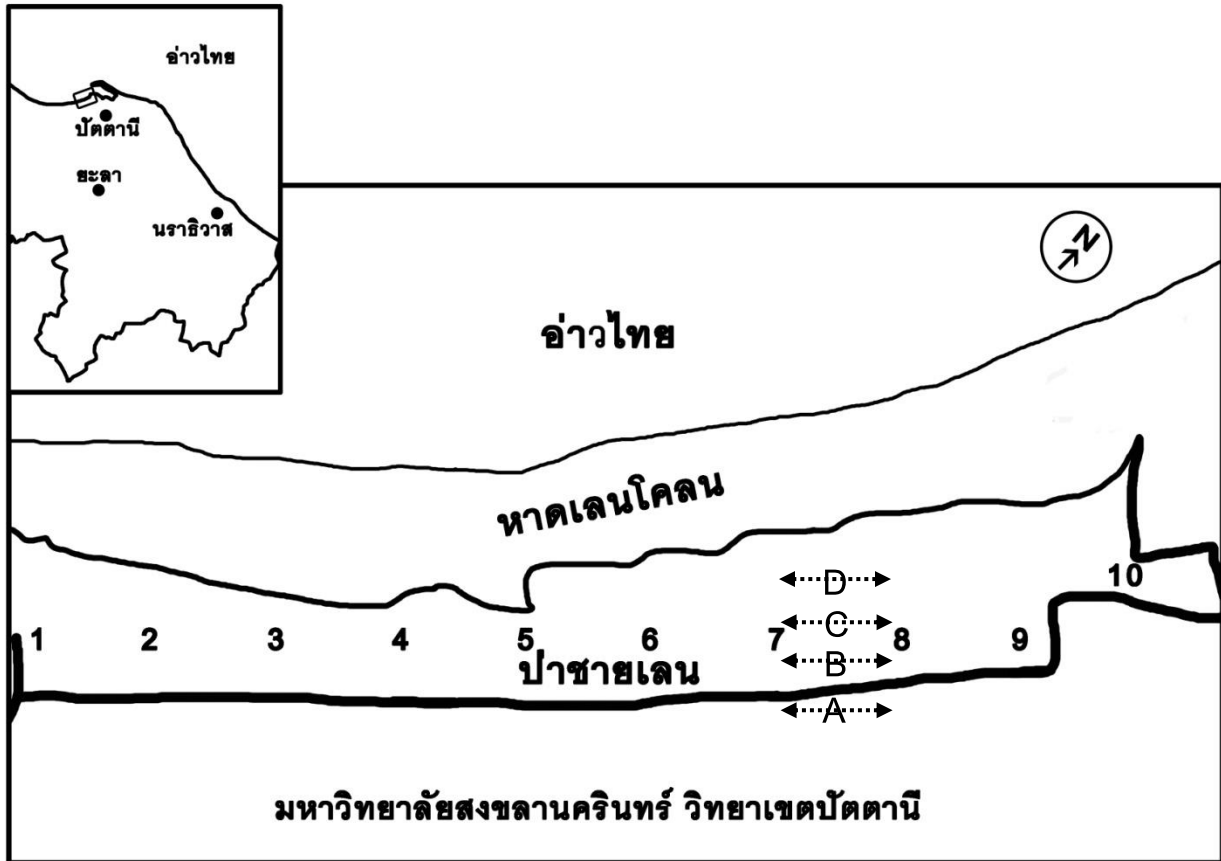 อ่าวไทย
ปัตตานี
ยะลา
นราธิวาส
N
อ่าวไทย
หาดเลนโคลน
D
10
C
1 2 3 4 5 6 7 8 9
B
ป่าชายเลน
A
มหาวิทยาลัยสงขลานครินทร์ วิทยาเขตปัตตานี